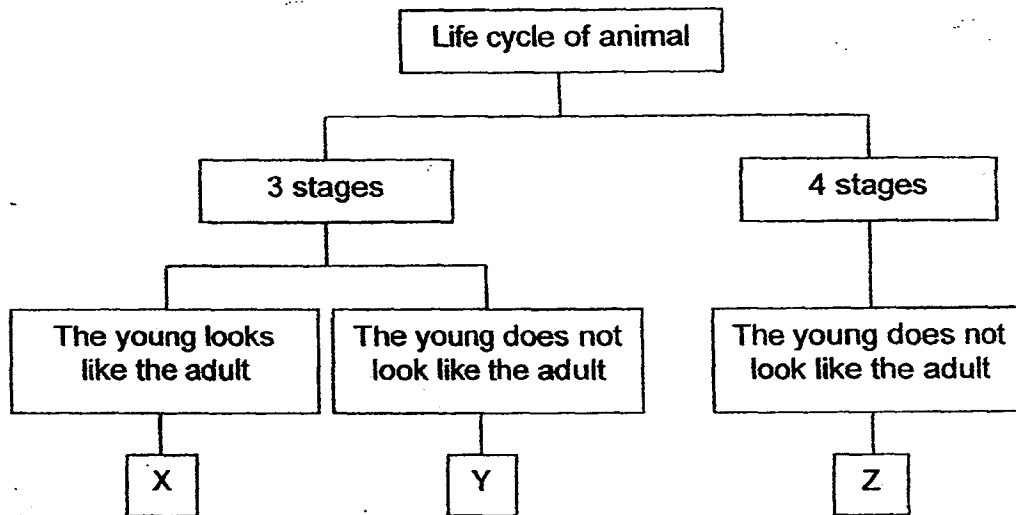 Life cycle of animal
3 stages
4 stages
The young looks
like the adult
The young does not
look like the adult
The young does not
look like the adult
X
Y
Z